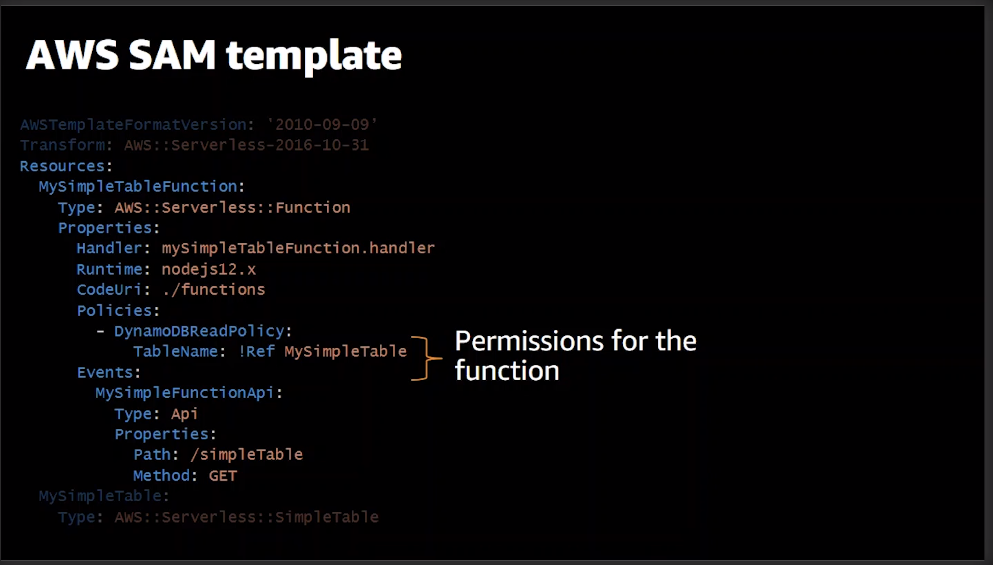 AWS SAM template
AWSTemplateFormatVersion: '2010-09-09'
Transform: AWS::Serverless-2016-10-31
Resources:
  MySimpleTableFunction:
    Type: AWS::Serverless::Function
    Properties:
      Handler: mySimpleTableFunction.handler
      Runtime: nodejs12.x
      CodeUri: ./functions
      Policies:
        - DynamoDBReadPolicy:
            TableName: !Ref MySimpleTable
      Events:
        MySimpleFunctionApi:
          Type: Api
          Properties:
            Path: /simpleTable
            Method: GET
  MySimpleTable:
    Type: AWS::Serverless::SimpleTable
Permissions for the
function